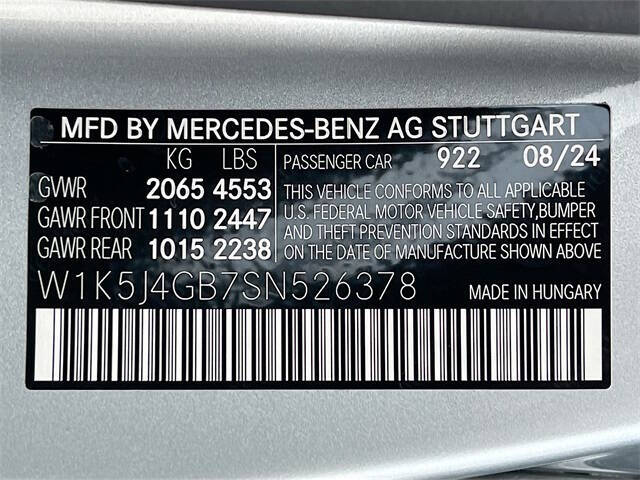 MFD BY MERCEDES-BENZ AG STUTTGART
KG LBS
GVWR 2065 4553
GAWR FRONT 1110 2447
GAWR REAR 1015 2238
PASSENGER CAR 922 08/24
THIS VEHICLE CONFORMS TO ALL APPLICABLE
U.S. FEDERAL MOTOR VEHICLE SAFETY,BUMPER
AND THEFT PREVENTION STANDARDS IN EFFECT
ON THE DATE OF MANUFACTURE SHOWN ABOVE
W1K5J4GB7SN526378 MADE IN HUNGARY